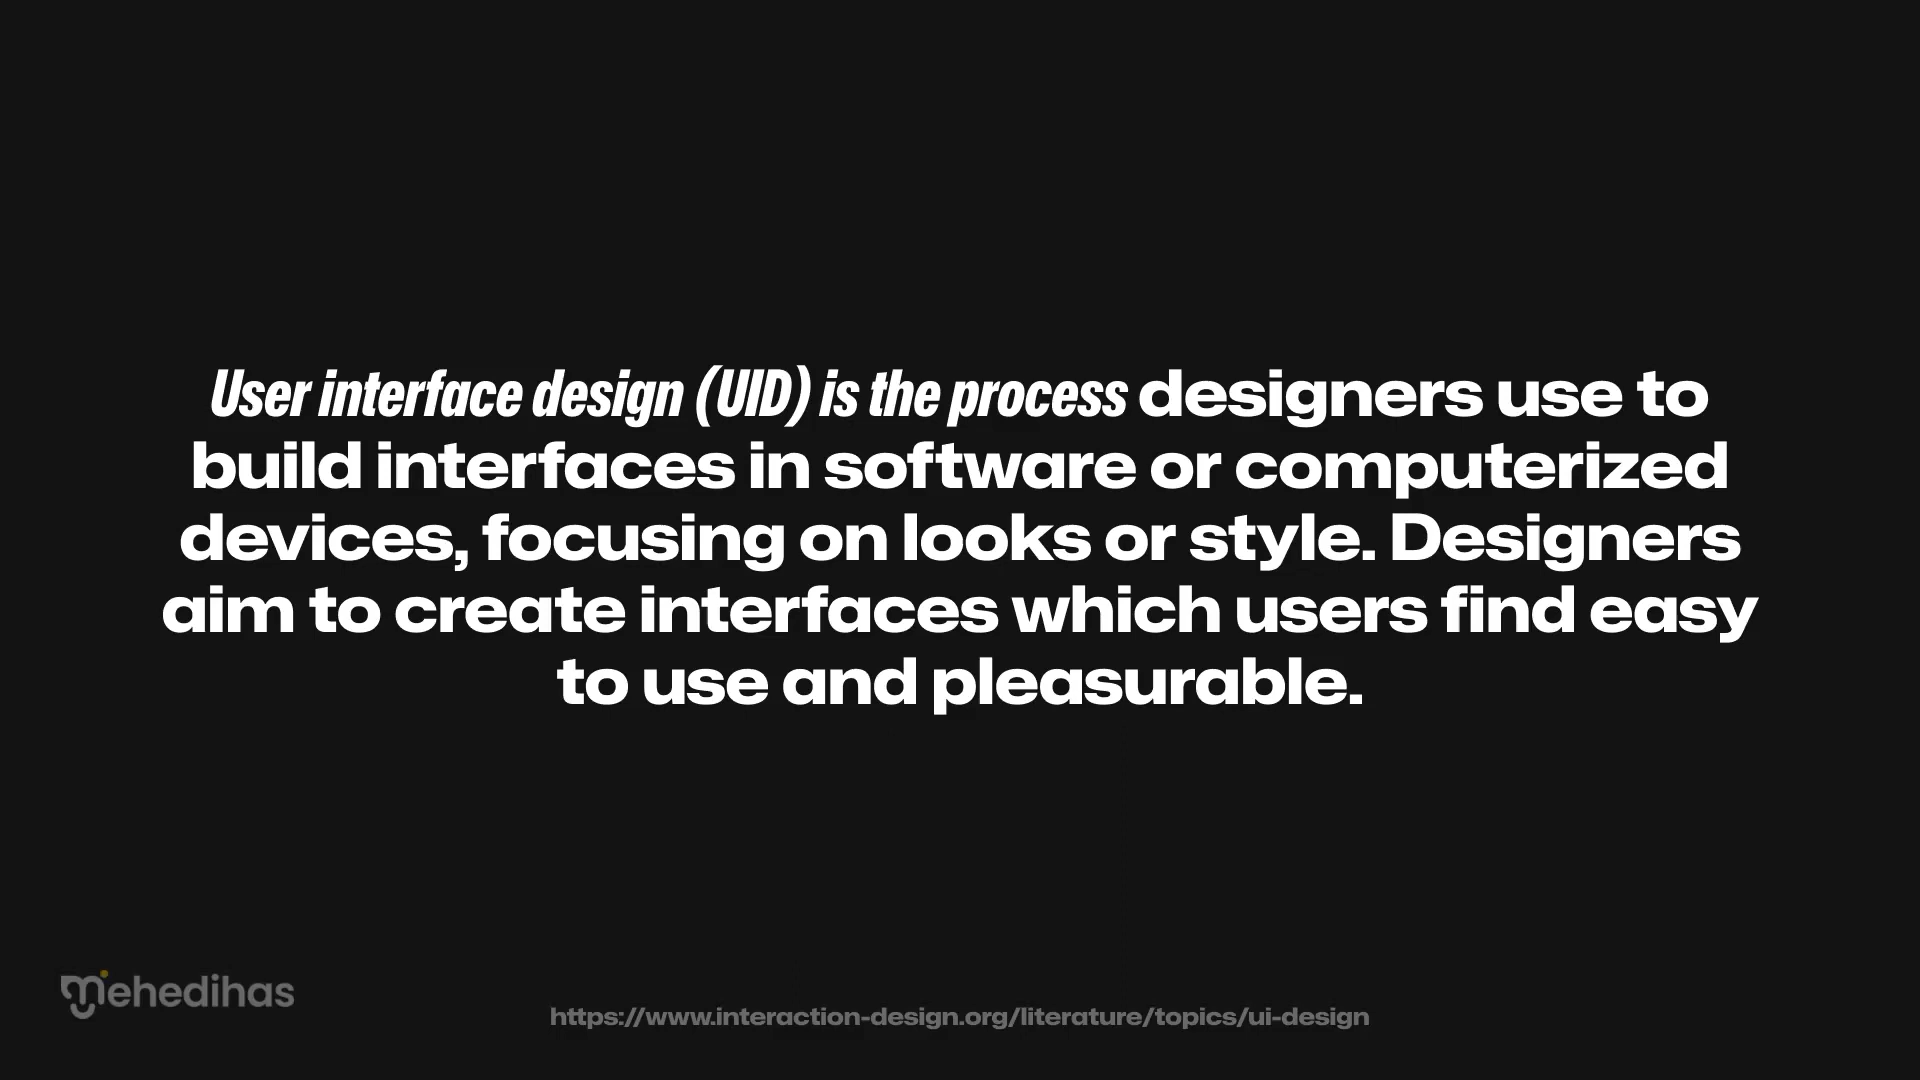 User interface design (UID) is the process designers use to
build interfaces in software or computerized
devices, focusing on looks or style. Designers
aim to create interfaces which users find easy
to use and pleasurable.
mehedihas
https://www.interaction-design.org/literature/topics/ui-design